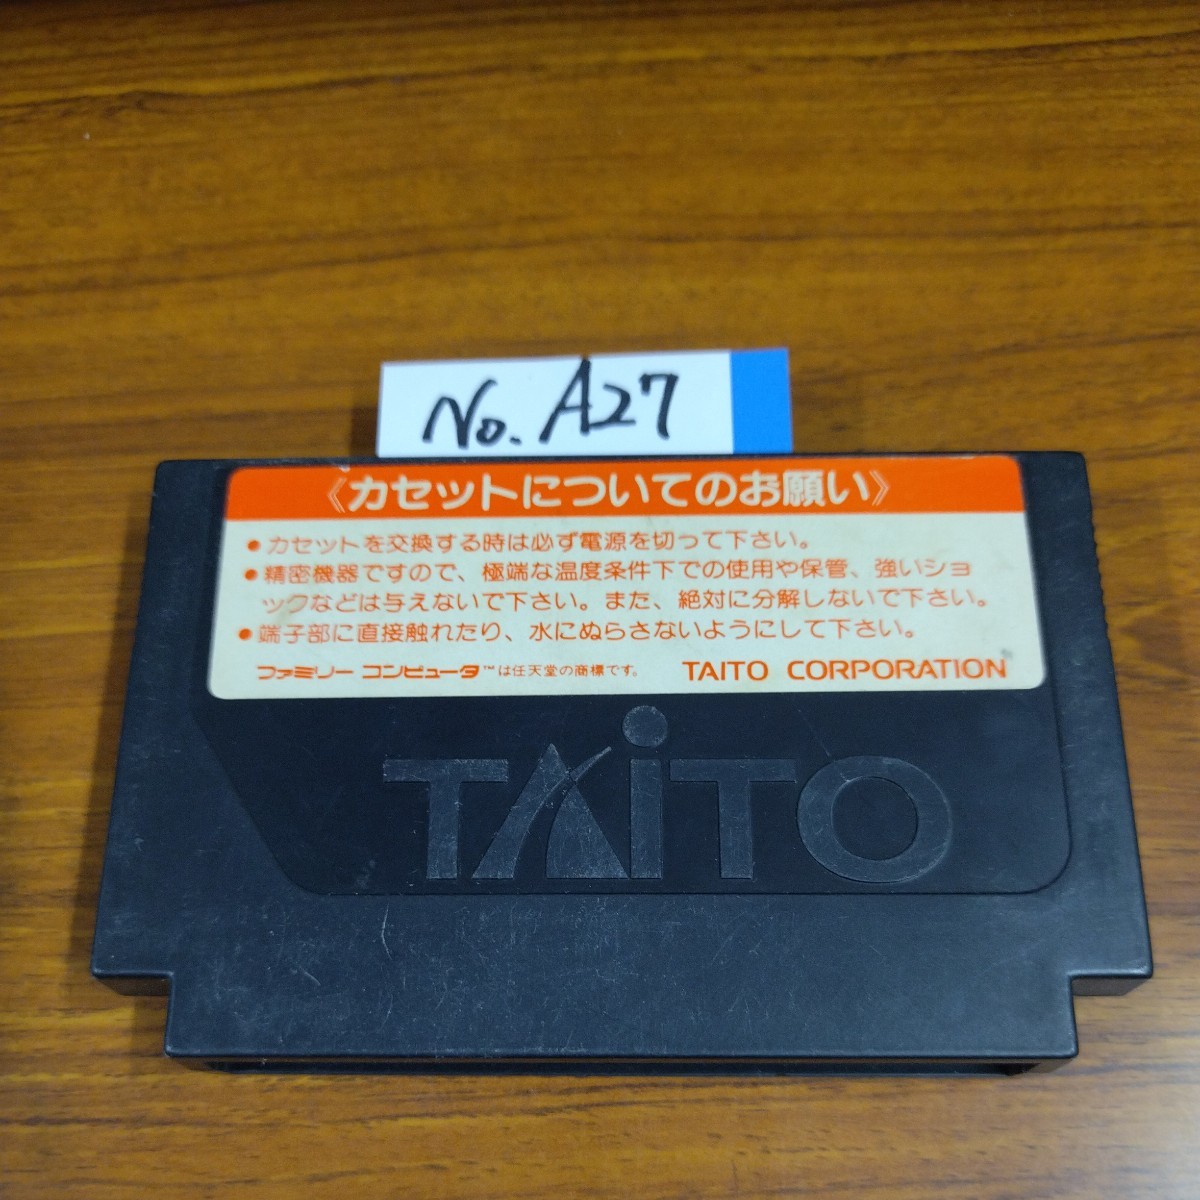 No. A27
《カセットについてのお願い》
●カセットを交換する時は必ず電源を切って下さい。
●精密機器ですので、極端な温度条件下での使用や保管、強いショ
ックなどは与えないで下さい。また、絶対に分解しないで下さい。
●端子部に直接触れたり、水にぬらさないようにして下さい。
ファミリー コンピュータ™は任天堂の商標です。 TAITO CORPORATION
TAiTO